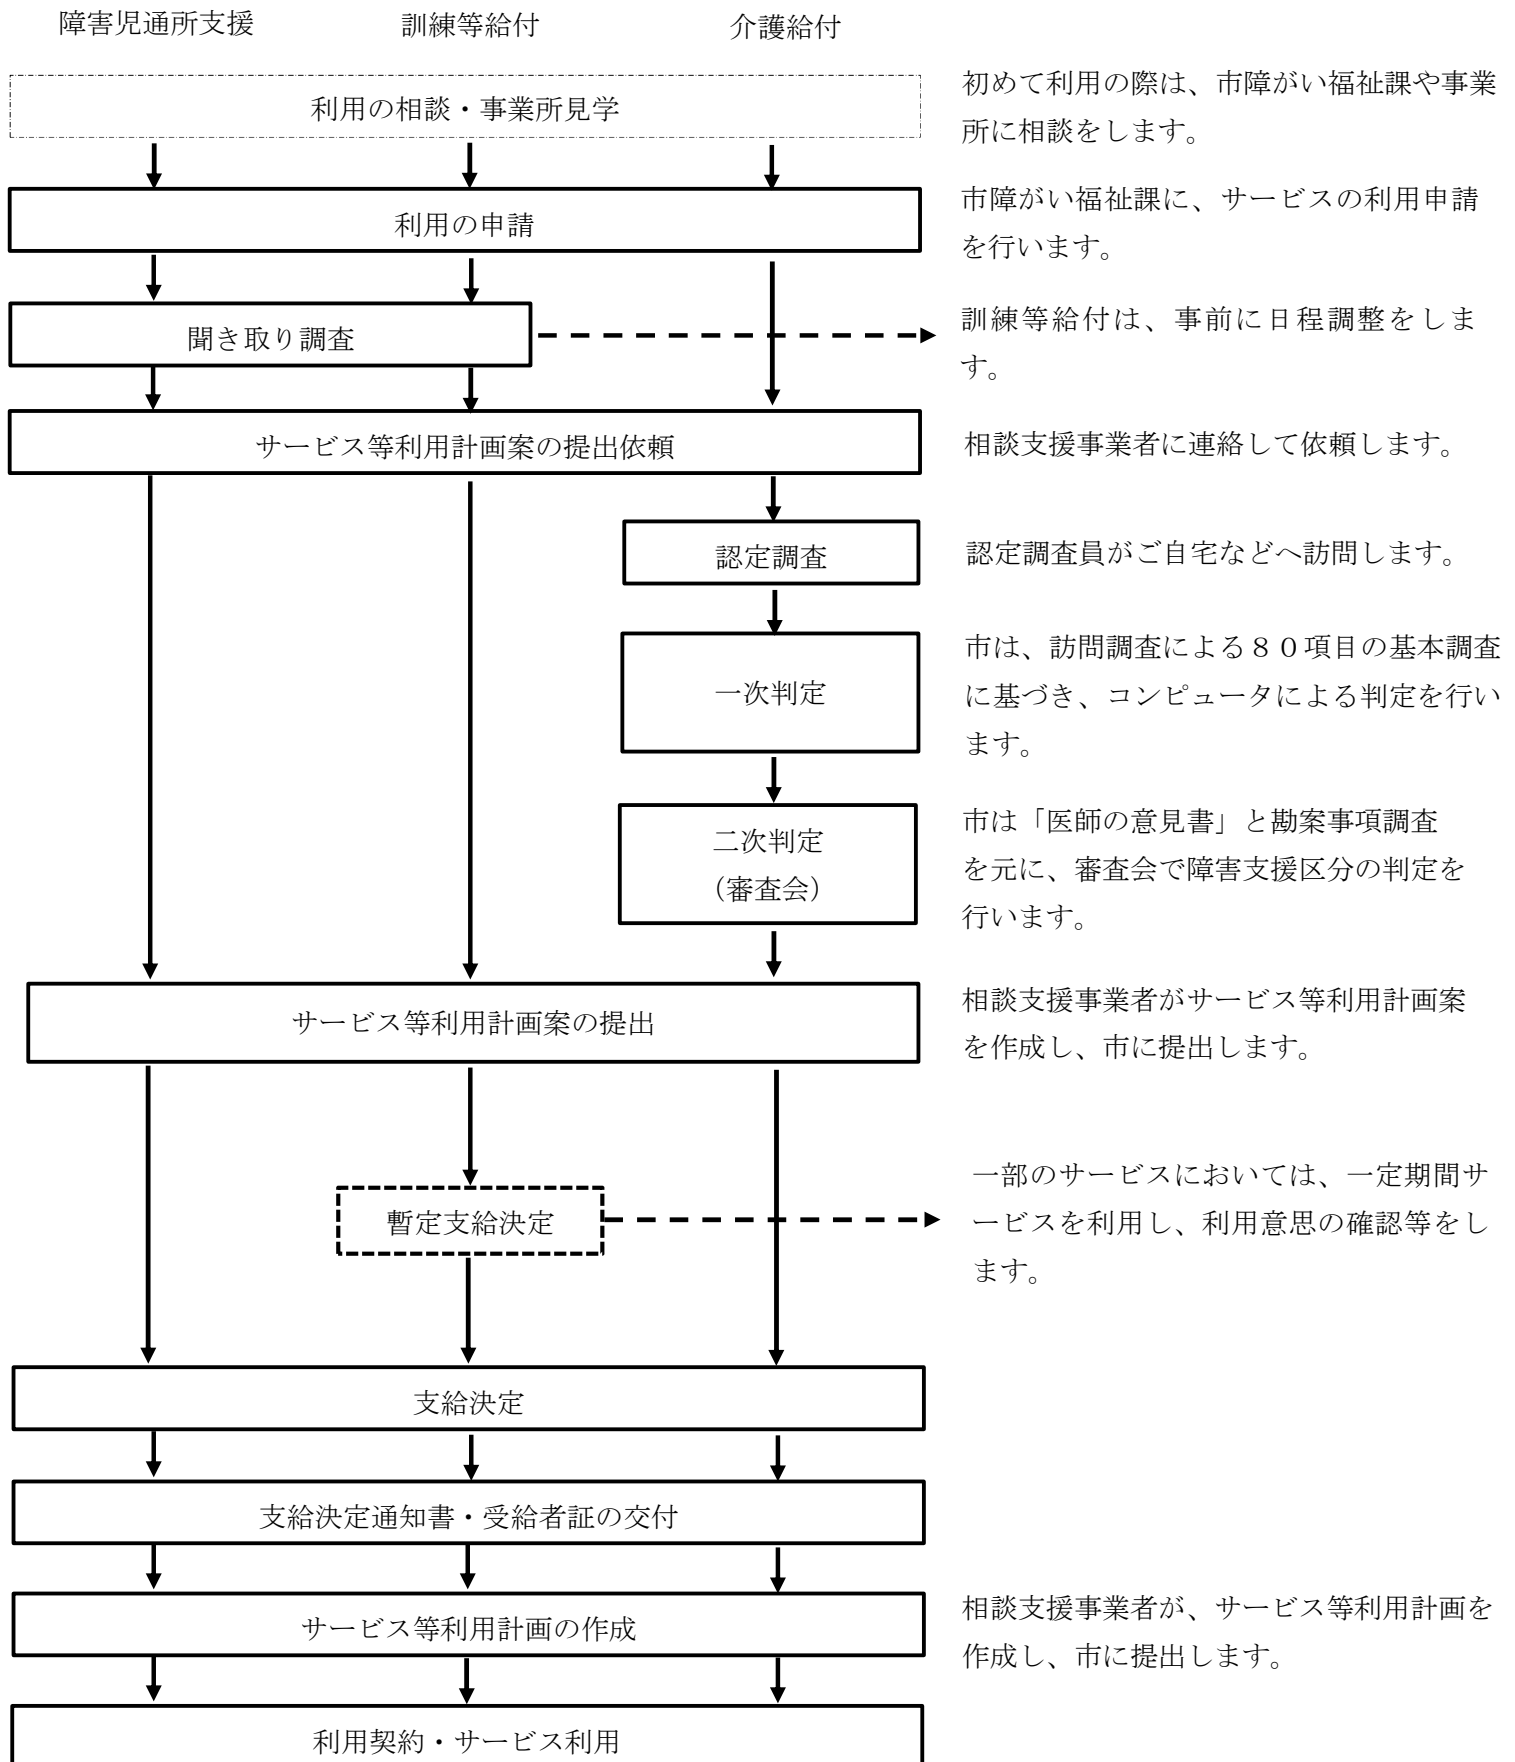 障害児通所支援
訓練等給付
介護給付
利用の相談・事業所見学
初めて利用の際は、市障がい福祉課や事業
所に相談をします。
利用の申請
市障がい福祉課に、サービスの利用申請
を行います。
聞き取り調査
訓練等給付は、事前に日程調整をしま
す。
サービス等利用計画案の提出依頼
相談支援事業者に連絡して依頼します。
認定調査
認定調査員がご自宅などへ訪問します。
一次判定
市は、訪問調査による８０項目の基本調査
に基づき、コンピュータによる判定を行い
ます。
二次判定
（審査会）
市は「医師の意見書」と勘案事項調査
を元に、審査会で障害支援区分の判定を
行います。
サービス等利用計画案の提出
相談支援事業者がサービス等利用計画案
を作成し、市に提出します。
暫定支給決定
一部のサービスにおいては、一定期間サ
ービスを利用し、利用意思の確認等をし
ます。
支給決定
支給決定通知書・受給者証の交付
サービス等利用計画の作成
相談支援事業者が、サービス等利用計画を
作成し、市に提出します。
利用契約・サービス利用